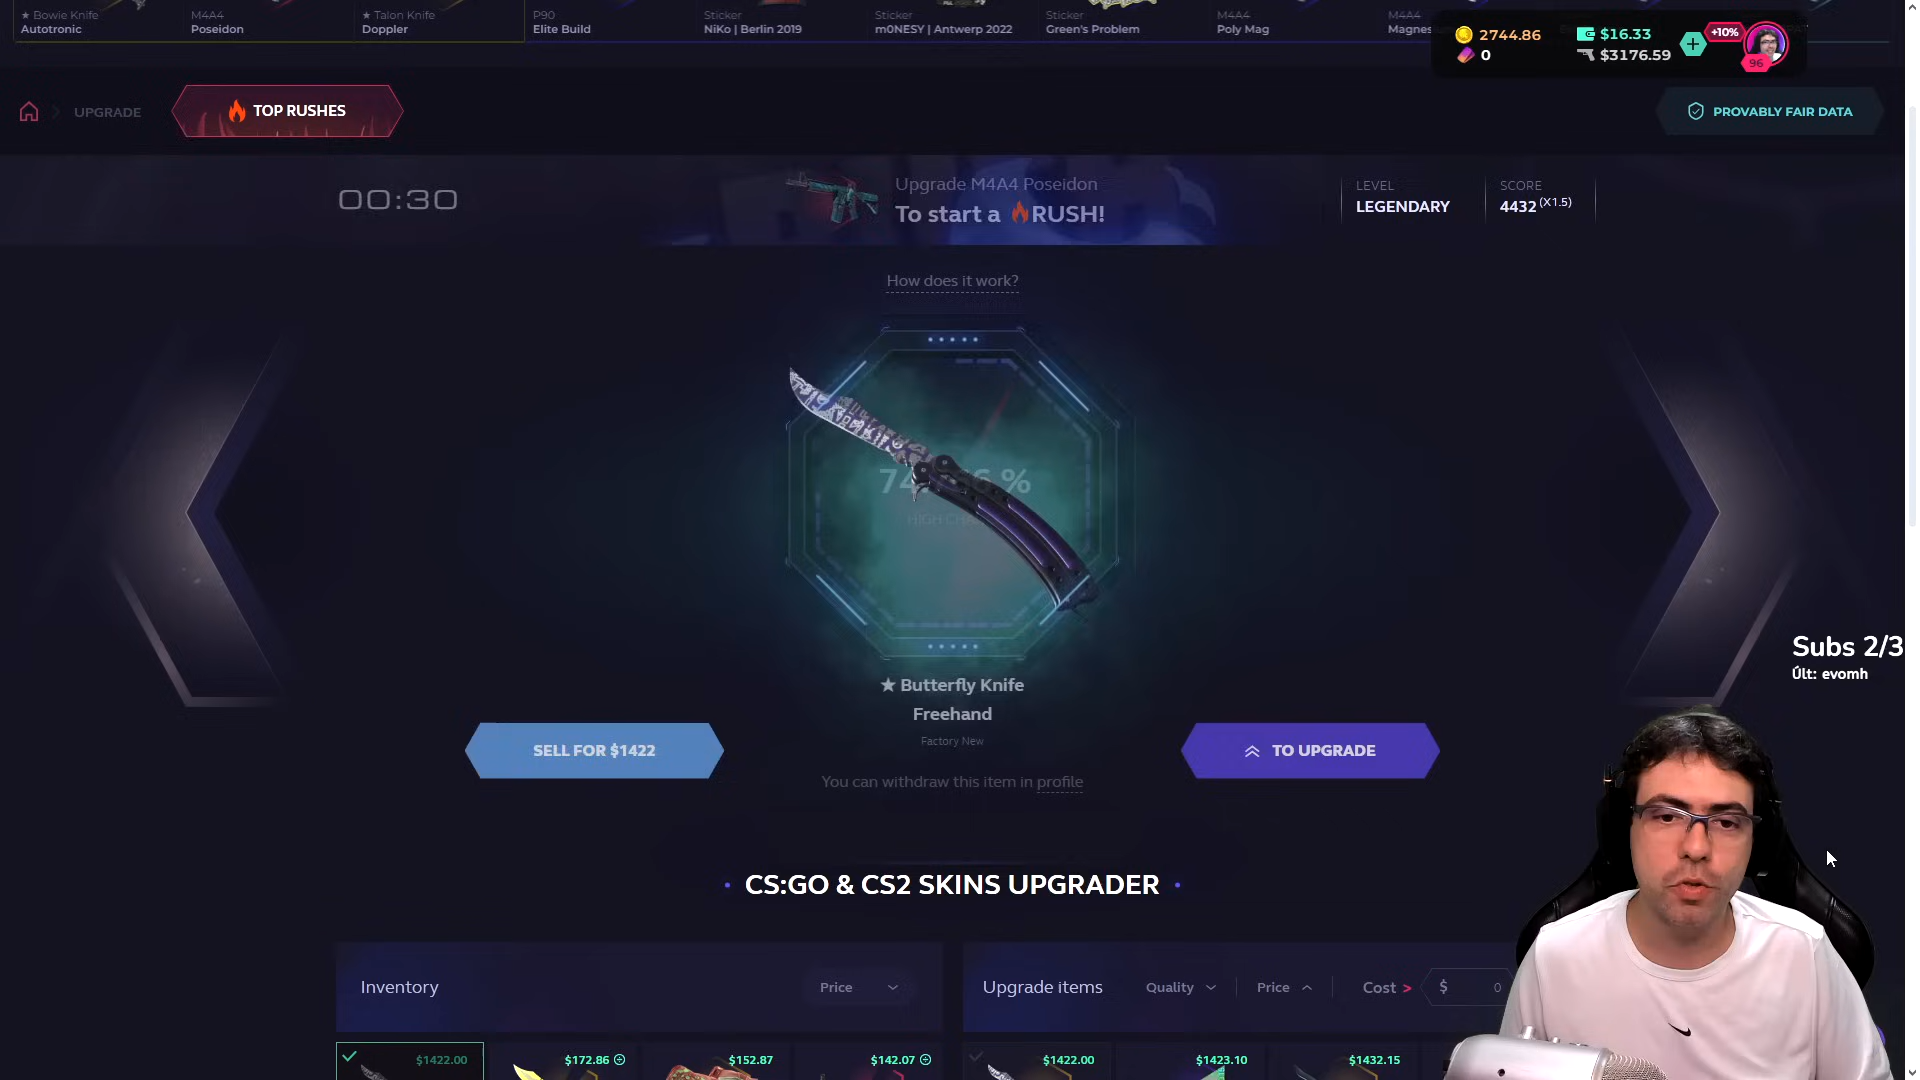 ★ Bowie Knife
Autotronic
M4A4
Poseidon
★ Talon Knife
Doppler
P90
Elite Build
Sticker
NiKo | Berlin 2019
Sticker
m0NESY | Antwerp 2022
Sticker
Green's Problem
M4A4
Poly Mag
M4A4
2744.86
0
$16.33
$3176.59
+10%
96
UPGRADE
TOP RUSHES
PROVABLY FAIR DATA
00:30
Upgrade M4A4 Poseidon
To start a RUSH!
LEVEL
LEGENDARY
SCORE
4432 (X1.5)
How does it work?
★ Butterfly Knife
Freehand
Factory New
SELL FOR $1422
TO UPGRADE
You can withdraw this item in profile
Subs 2/3
Últ: evomh
CS:GO & CS2 SKINS UPGRADER
Inventory
Price
Upgrade items
Quality
Price
Cost >
$ 0
$1422.00
$172.86
$152.87
$142.07
$1422.00
$1423.10
$1432.15